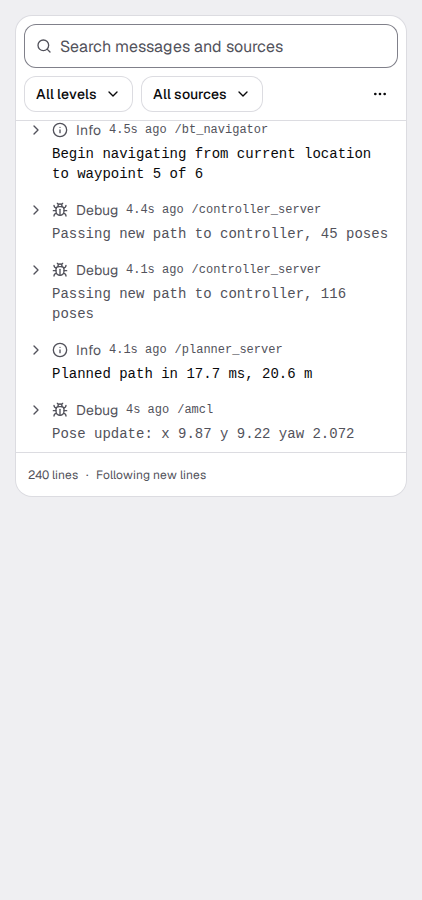 Search messages and sources
All levels
All sources
Info 4.5s ago /bt_navigator
Begin navigating from current location
to waypoint 5 of 6
Debug 4.4s ago /controller_server
Passing new path to controller, 45 poses
Debug 4.1s ago /controller_server
Passing new path to controller, 116
poses
Info 4.1s ago /planner_server
Planned path in 17.7 ms, 20.6 m
Debug 4s ago /amcl
Pose update: x 9.87 y 9.22 yaw 2.072
240 lines · Following new lines